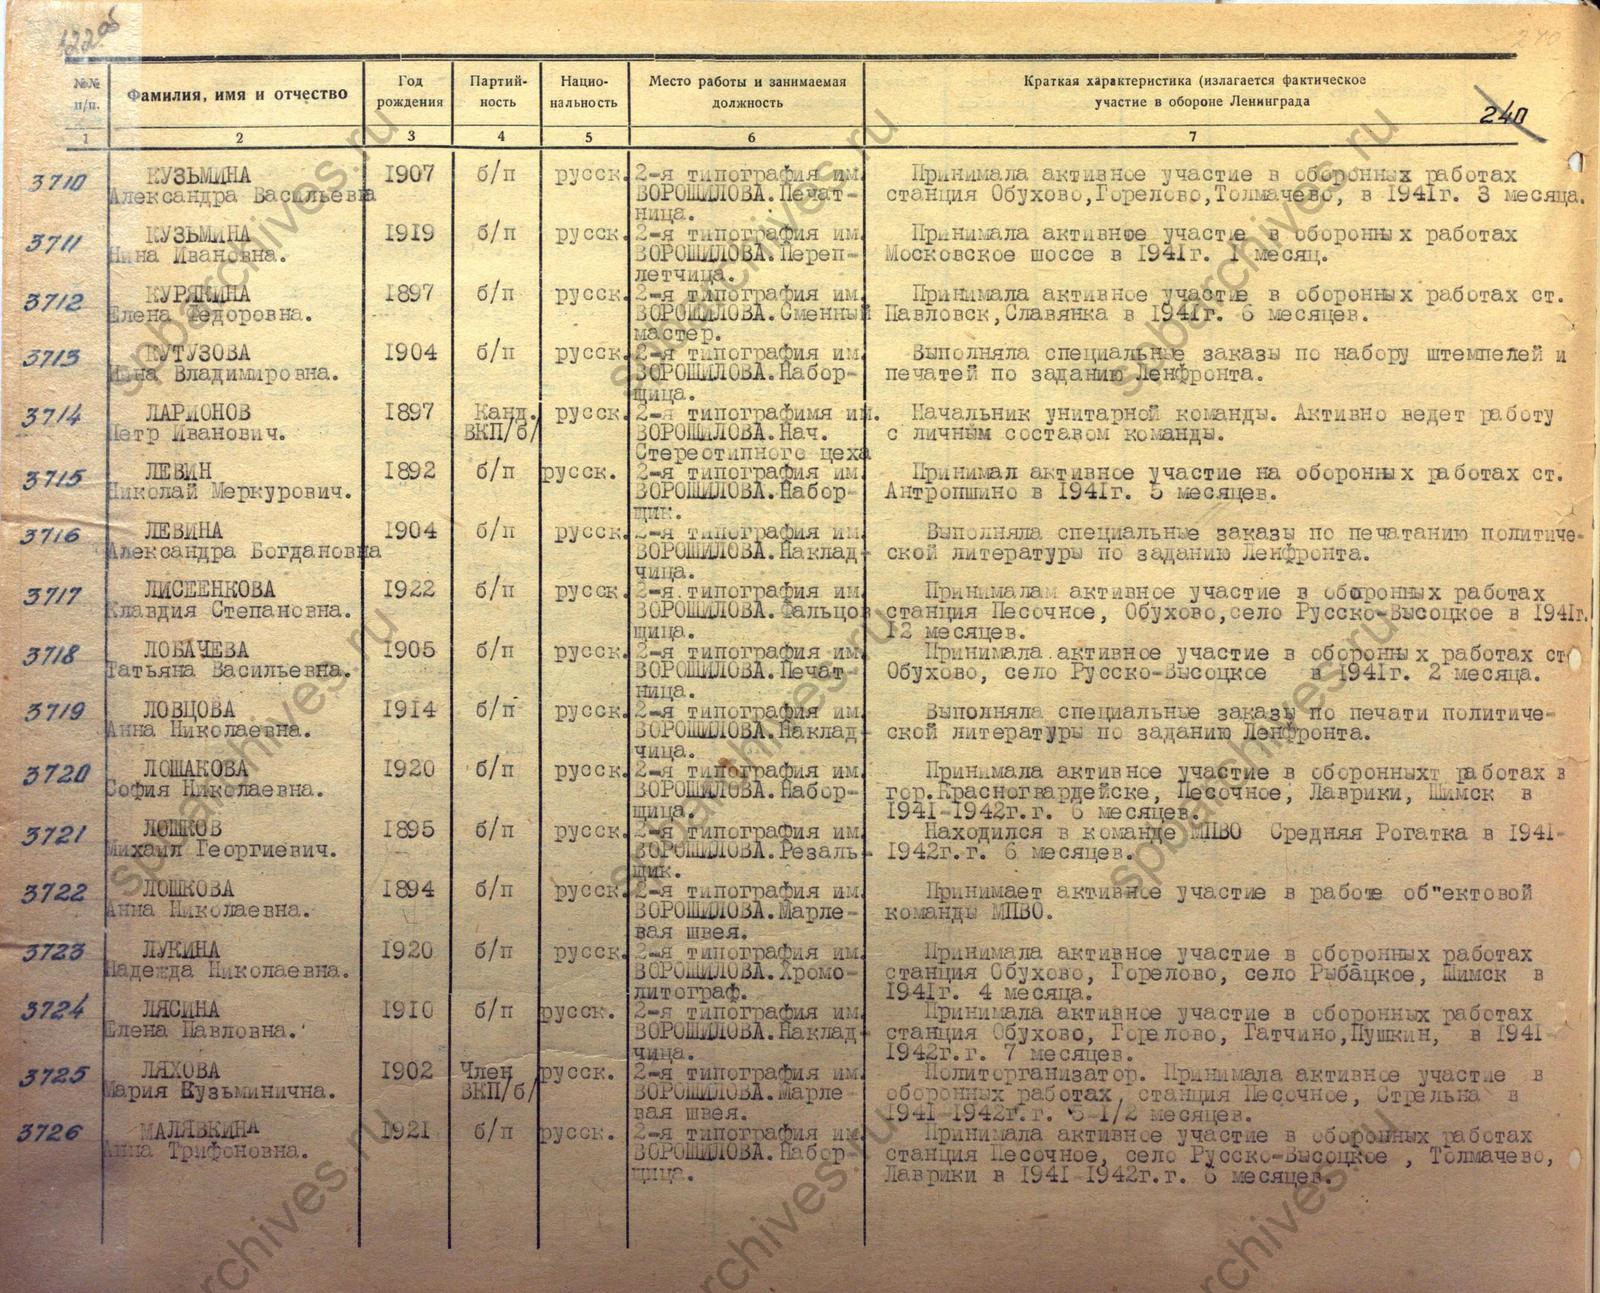 240
№№ п/п. Фамилия, имя и отчество Год рождения Партий-ность Нацио-нальность Место работы и занимаемая должность Краткая характеристика (излагается фактическое участие в обороне Ленинграда
1 2 3 4 5 6 7
3710 КУЗЬМИНА 1907 б/п русск. 2-я типография им. Принимала активное участие в оборонных работах
Александра Васильевна ВОРОШИЛОВА.Печат- станция Обухово,Горелово,Толмачево, в 1941г. 3 месяца.
ница.
3711 КУЗЬМИНА 1919 б/п русск. 2-я типография им. Принимала активное участие в оборонных работах
Нина Ивановна. ВОРОШИЛОВА.Переп- Московское шоссе в 1941г. 1 месяц.
летчица.
3712 КУРЯКИНА 1897 б/п русск. 2-я типография им. Принимала активное участие в оборонных работах ст.
Елена Федоровна. ВОРОШИЛОВА.Сменный Павловск,Славянка в 1941г. 6 месяцев.
мастер.
3713 КУТУЗОВА 1904 б/п русск. 2-я типография им. Выполняла специальные заказы по набору штемпелей и
Владимировна. ВОРОШИЛОВА.Набор- печатей по заданию Ленфронта.
щица.
3714 ЛАРИОНОВ 1897 Канд. русск. 2-я типографимя им. Начальник унитарной команды. Активно ведет работу
Петр Иванович. ВКП/б/ ВОРОШИЛОВА.Нач. с личным составом команды.
Стереотипного цеха
3715 ЛЕВИН 1892 б/п русск. 2-я типография им. Принимал активное участие на оборонных работах ст.
Николай Меркурович. ВОРОШИЛОВА.Набор- Антропшино в 1941г. 5 месяцев.
щик.
3716 ЛЕВИНА 1904 б/п русск. 2-я типография им. Выполняла специальные заказы по печатанию политиче-
Александра Богдановна ВОРОШИЛОВА.Наклад- ской литературы по заданию Ленфронта.
чица.
3717 ЛИСЕЕНКОВА 1922 б/п русск. 2-я типография им. Принималам активное участие в оборонных работах
Клавдия Степановна. ВОРОШИЛОВА.Фальцов станция Песочное, Обухово,село Русско-Высоцкое в 1941г.
щица. 12 месяцев.
3718 ЛОБАЧЕВА 1905 б/п русск. 2-я типография им. Принимала активное участие в оборонных работах ст
Татьяна Васильевна. ВОРОШИЛОВА.Печат- Обухово, село Русско-Высоцкое в 1941г. 2 месяца.
ница.
3719 ЛОВЦОВА 1914 б/п русск. 2-я типография им. Выполняла специальные заказы по печати политиче-
Анна Николаевна. ВОРОШИЛОВА.Наклад- ской литературы по заданию Ленфронта.
чица.
3720 ЛОШАКОВА 1920 б/п русск. 2-я типография им. Принимала активное участие в оборонныхт работах в
София Николаевна. ВОРОШИЛОВА.Набор- гор.Красногвардейске, Песочное, Лаврики, Шимск в
щица. 1941-1942г.г. 6 месяцев.
3721 ЛОШКОВ 1895 б/п русск. 2-я типография им. Находился в команде МПВО Средняя Рогатка в 1941-
Михаил Георгиевич. ВОРОШИЛОВА.Резаль- 1942г.г. 6 месяцев.
щик.
3722 ЛОШКОВА 1894 б/п русск. 2-я типография им. Принимает активное участие в работе об"ектовой
Анна Николаевна. ВОРОШИЛОВА.Марле- команды МПВО.
вая швея.
3723 ЛУКИНА 1920 б/п русск. 2-я типография им. Принимала активное участие в оборонных работах
Надежда Николаевна. ВОРОШИЛОВА.Хромо- станция Обухово, Горелово, село Рыбацкое, Шимск в
литограф. 1941г. 4 месяца.
3724 ЛЯСИНА 1910 б/п русск. 2-я типография им. Принимала активное участие в оборонных работах
Елена Павловна. ВОРОШИЛОВА.Наклад- станция Обухово, Горелово, Гатчино,Пушкин, в 1941-
чица. 1942г.г. 7 месяцев.
3725 ЛЯХОВА 1902 Член русск. 2-я типография им. Политорганизатор. Принимала активное участие в
Мария Кузьминична. ВКП/б/ ВОРОШИЛОВА.Марле- оборонных работах, станция Песочное, Стрельна в
вая швея. 1941-1942г.г. 5 1/2 месяцев.
3726 МАЛЯВКИНА 1921 б/п русск. 2-я типография им. Принимала активное участие в оборонных работах
Анна Трифоновна. ВОРОШИЛОВА.Набор- станция Песочное, село Русско-Высоцкое , Толмачево,
щица. Лаврики в 1941-1942г.г. 6 месяцев.
spbarchives.ru